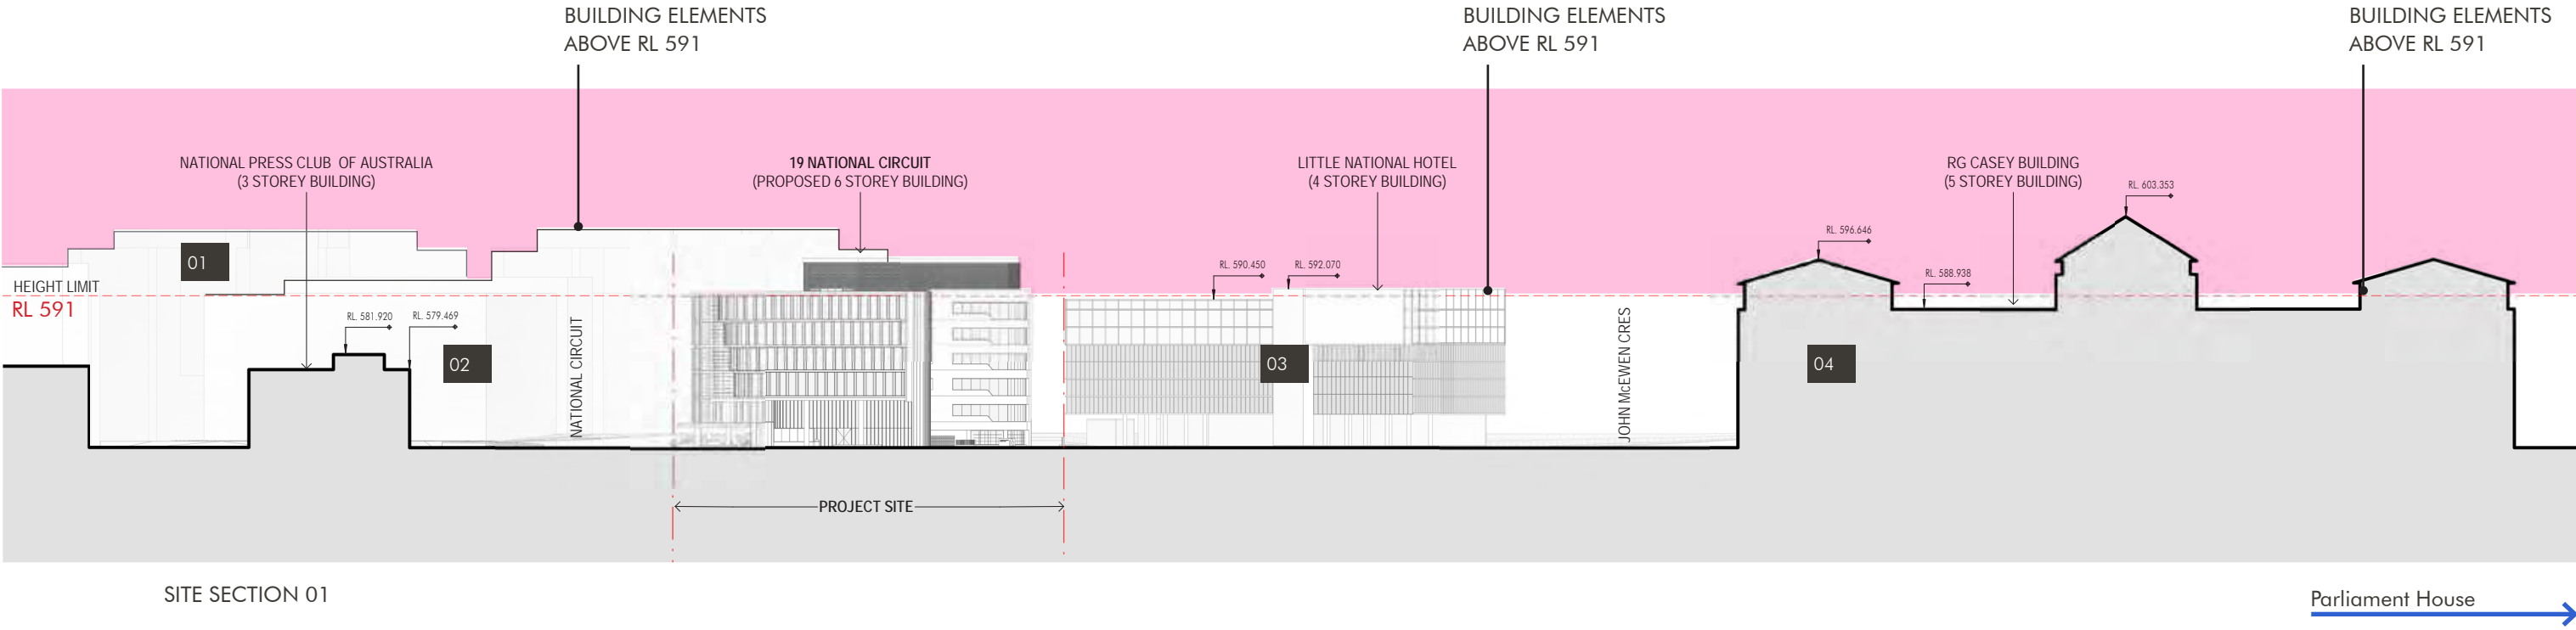 BUILDING ELEMENTS
ABOVE RL 591
BUILDING ELEMENTS
ABOVE RL 591
BUILDING ELEMENTS
ABOVE RL 591
NATIONAL PRESS CLUB OF AUSTRALIA
(3 STOREY BUILDING)
19 NATIONAL CIRCUIT
(PROPOSED 6 STOREY BUILDING)
LITTLE NATIONAL HOTEL
(4 STOREY BUILDING)
RG CASEY BUILDING
(5 STOREY BUILDING)
RL. 603.353
RL. 596.646
01
RL. 590.450
RL. 592.070
RL. 588.938
HEIGHT LIMIT
RL 591
RL. 581.920
RL. 579.469
02
NATIONAL CIRCUIT
03
JOHN McEWEN CRES
04
PROJECT SITE
SITE SECTION 01
Parliament House